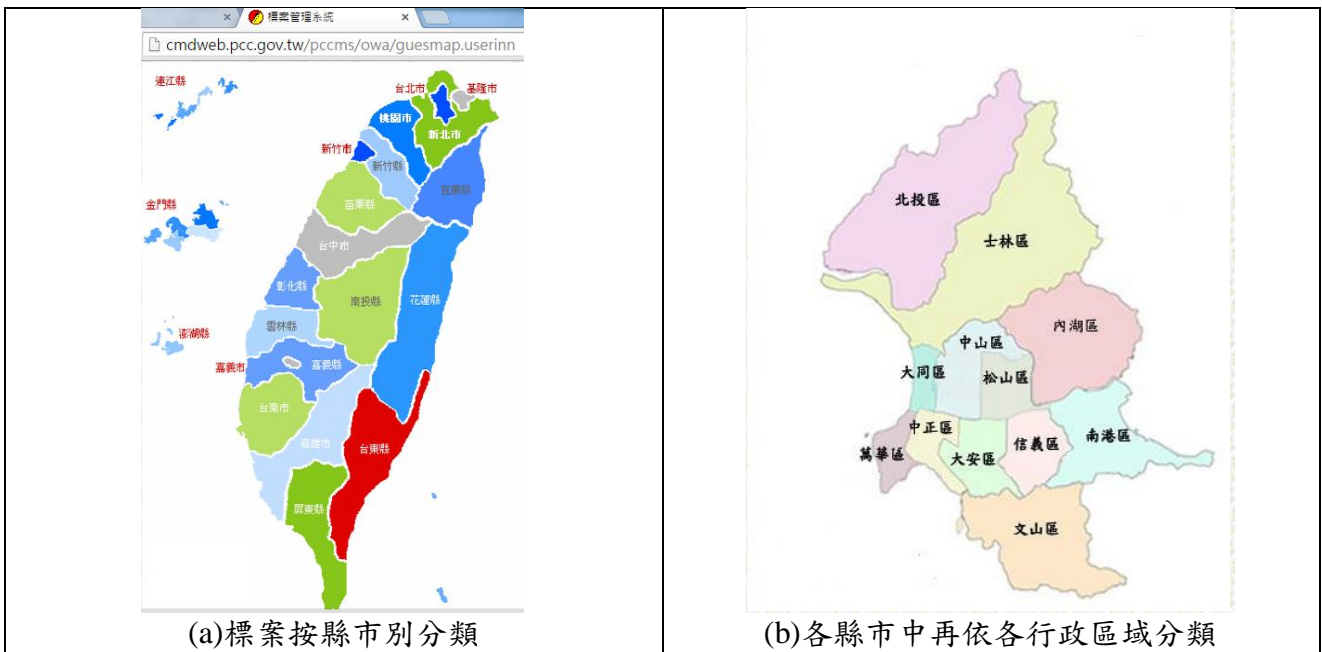 標案管理系統
cmdweb.pcc.gov.tw/pccms/owa/guesmap.userinn
連江縣
台北市
基隆市
桃園市
新北市
新竹市
新竹縣
宜蘭縣
苗栗縣
金門縣
台中市
彰化縣
南投縣
花蓮縣
雲林縣
澎湖縣
嘉義市
嘉義縣
台南市
高雄市
台東縣
屏東縣
(a)標案按縣市別分類
北投區
士林區
內湖區
中山區
大同區
松山區
中正區
信義區
南港區
萬華區
大安區
文山區
(b)各縣市中再依各行政區域分類